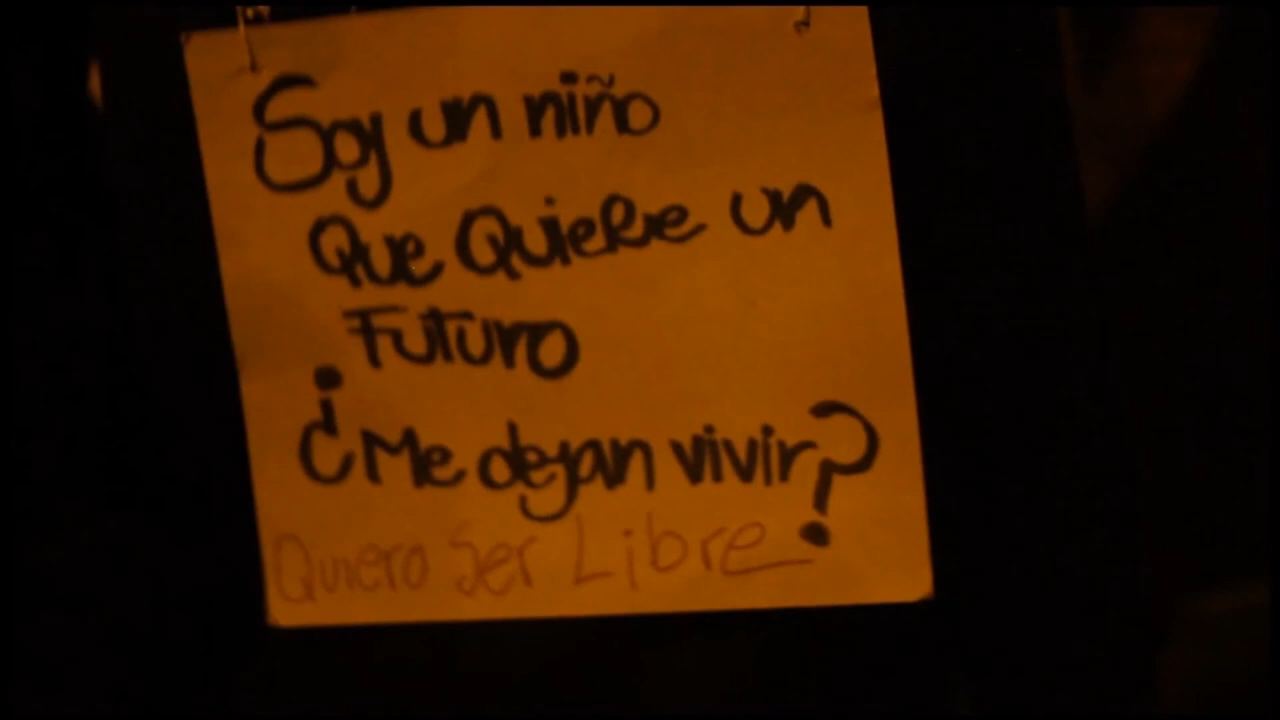 Soy un niño
Que Quiere un
Futuro
¿Me dejan vivir?
Quiero Ser Libre